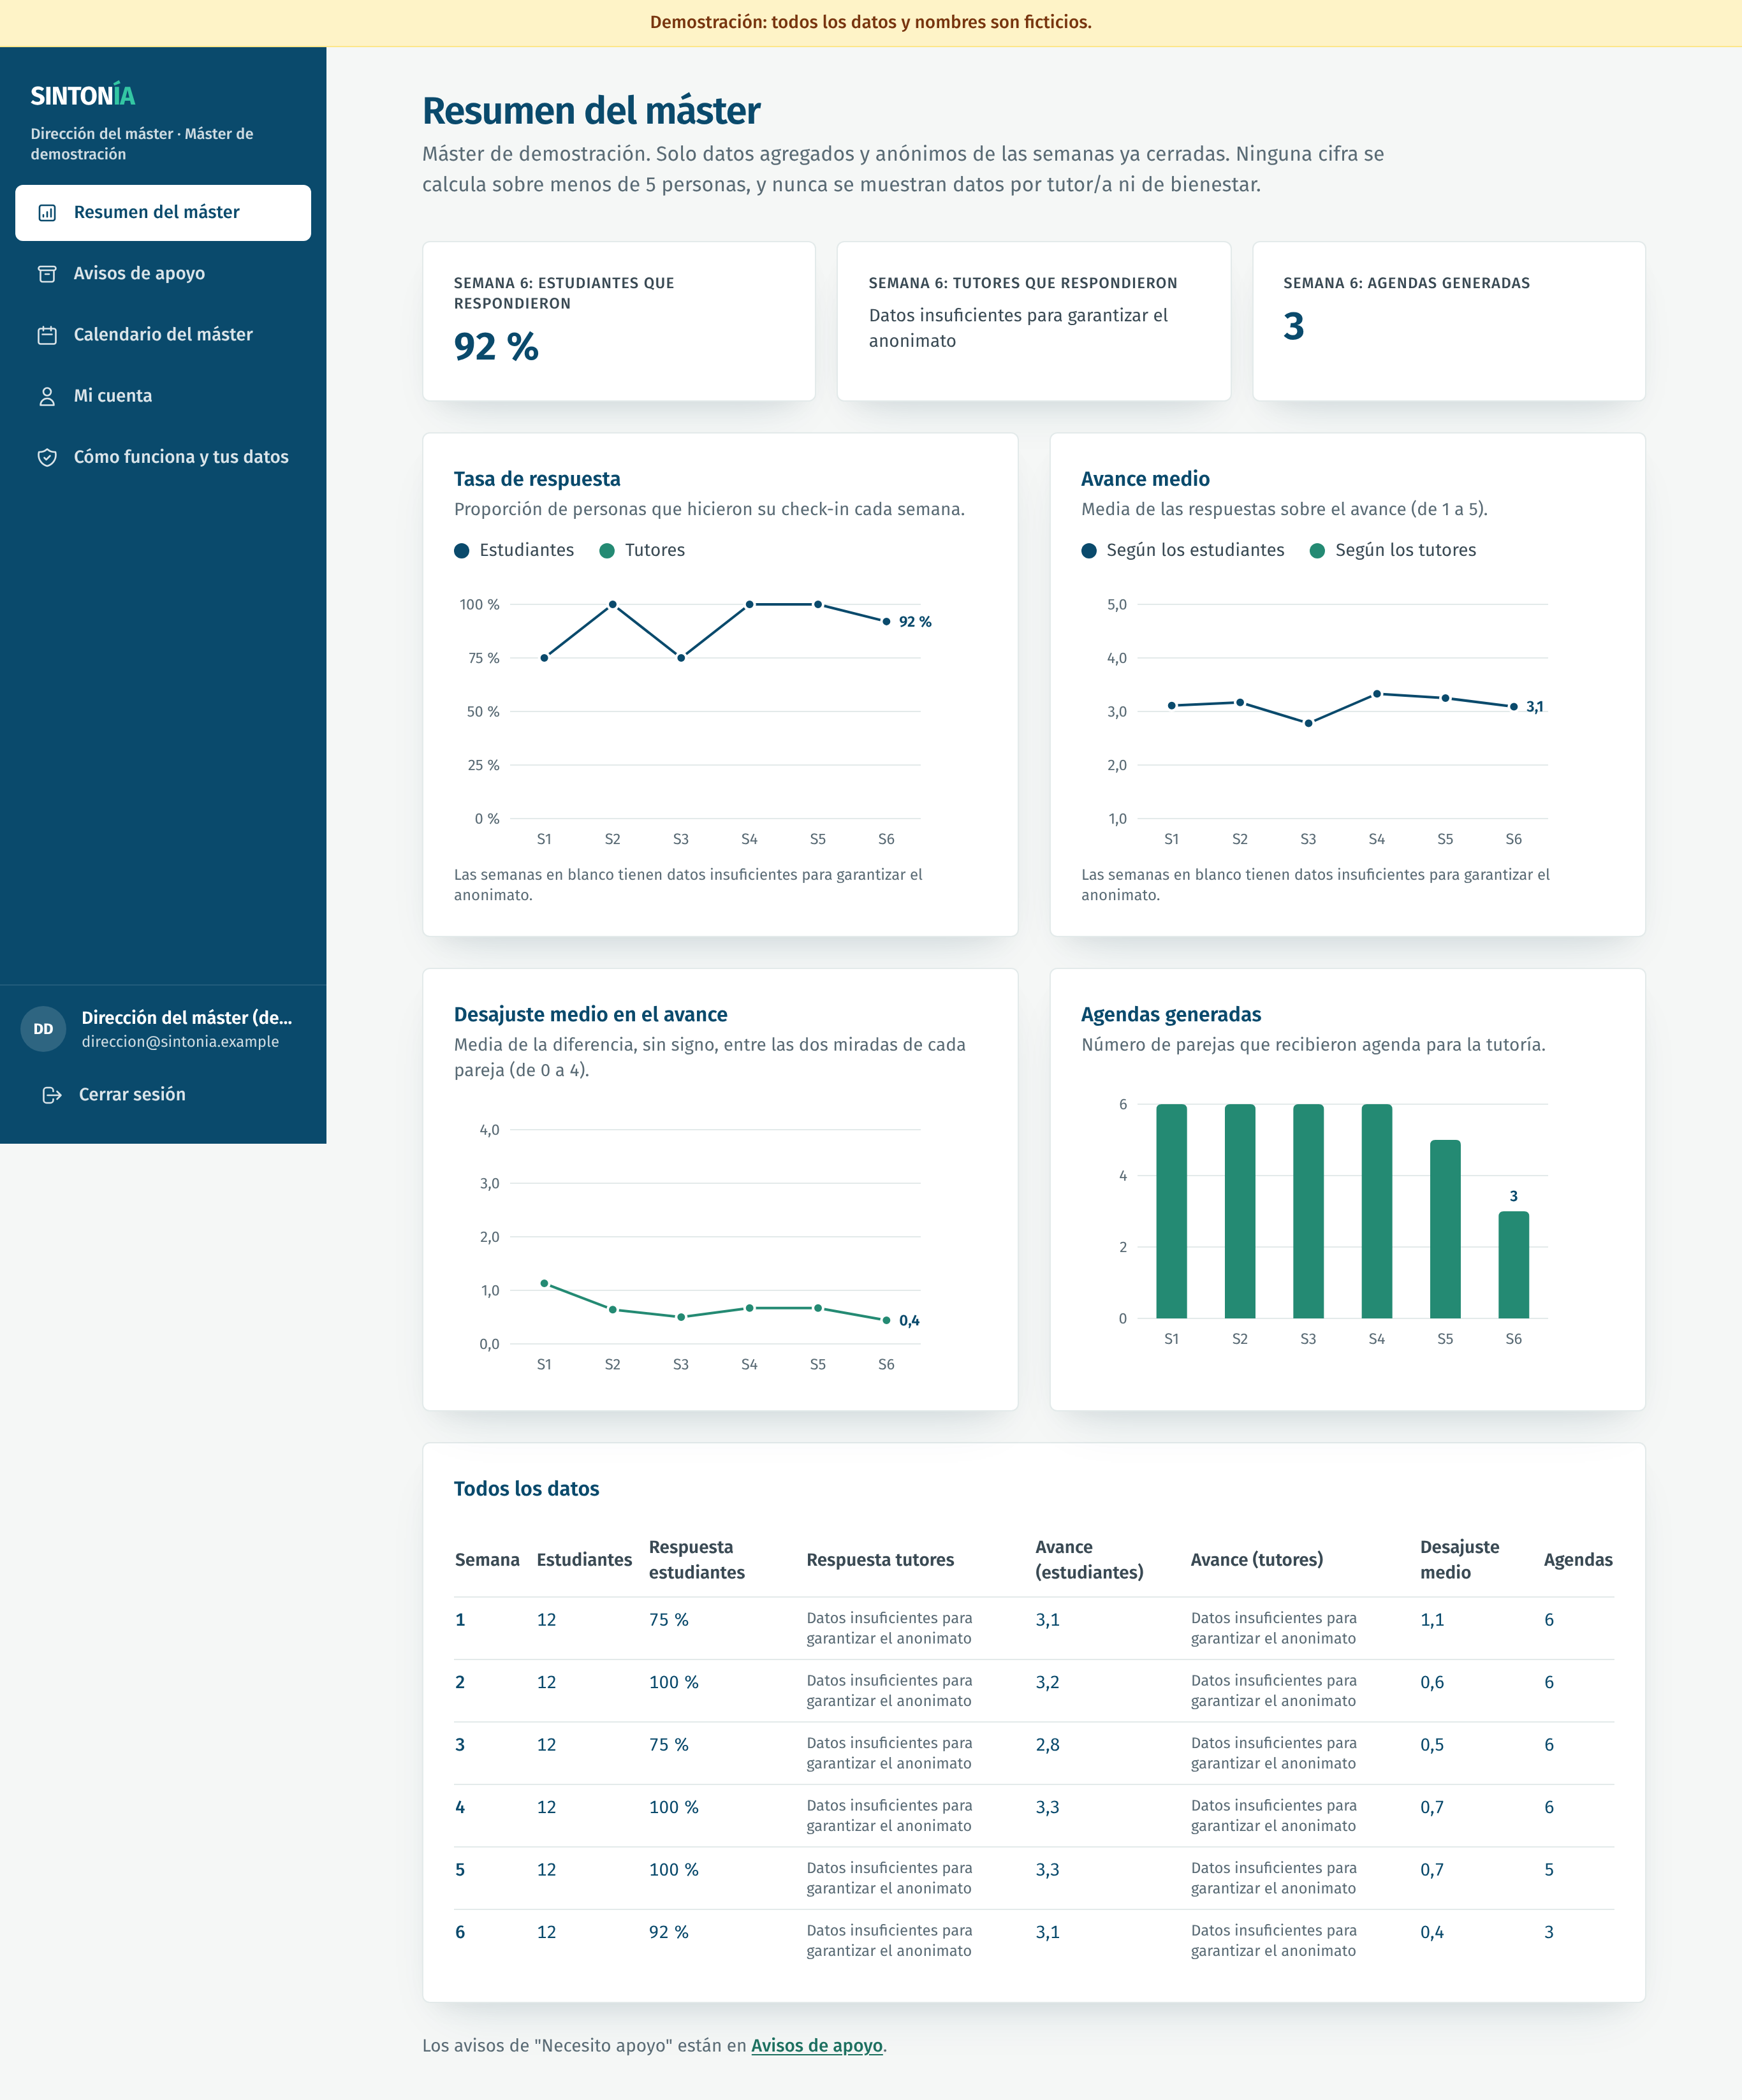 Demostración: todos los datos y nombres son ficticios.
SINTONÍA
Dirección del máster · Máster de
demostración
Resumen del máster
Avisos de apoyo
Calendario del máster
Mi cuenta
Cómo funciona y tus datos
DD
Dirección del máster (de...
direccion@sintonia.example
Cerrar sesión
Resumen del máster
Máster de demostración. Solo datos agregados y anónimos de las semanas ya cerradas. Ninguna cifra se
calcula sobre menos de 5 personas, y nunca se muestran datos por tutor/a ni de bienestar.
SEMANA 6: ESTUDIANTES QUE
RESPONDIERON
92 %
SEMANA 6: TUTORES QUE RESPONDIERON
Datos insuficientes para garantizar el
anonimato
SEMANA 6: AGENDAS GENERADAS
3
Tasa de respuesta
Proporción de personas que hicieron su check-in cada semana.
Estudiantes Tutores
100 %
92 %
75 %
50 %
25 %
0 %
S1 S2 S3 S4 S5 S6
Las semanas en blanco tienen datos insuficientes para garantizar el
anonimato.
Avance medio
Media de las respuestas sobre el avance (de 1 a 5).
Según los estudiantes Según los tutores
5,0
4,0
3,0
3,1
2,0
1,0
S1 S2 S3 S4 S5 S6
Las semanas en blanco tienen datos insuficientes para garantizar el
anonimato.
Desajuste medio en el avance
Media de la diferencia, sin signo, entre las dos miradas de cada
pareja (de 0 a 4).
4,0
3,0
2,0
1,0
0,4
0,0
S1 S2 S3 S4 S5 S6
Agendas generadas
Número de parejas que recibieron agenda para la tutoría.
6
4
3
2
0
S1 S2 S3 S4 S5 S6
Todos los datos
Semana Estudiantes Respuesta estudiantes Respuesta tutores Avance (estudiantes) Avance (tutores) Desajuste medio Agendas
1 12 75 % Datos insuficientes para garantizar el anonimato 3,1 Datos insuficientes para garantizar el anonimato 1,1 6
2 12 100 % Datos insuficientes para garantizar el anonimato 3,2 Datos insuficientes para garantizar el anonimato 0,6 6
3 12 75 % Datos insuficientes para garantizar el anonimato 2,8 Datos insuficientes para garantizar el anonimato 0,5 6
4 12 100 % Datos insuficientes para garantizar el anonimato 3,3 Datos insuficientes para garantizar el anonimato 0,7 6
5 12 100 % Datos insuficientes para garantizar el anonimato 3,3 Datos insuficientes para garantizar el anonimato 0,7 5
6 12 92 % Datos insuficientes para garantizar el anonimato 3,1 Datos insuficientes para garantizar el anonimato 0,4 3
Los avisos de "Necesito apoyo" están en Avisos de apoyo.